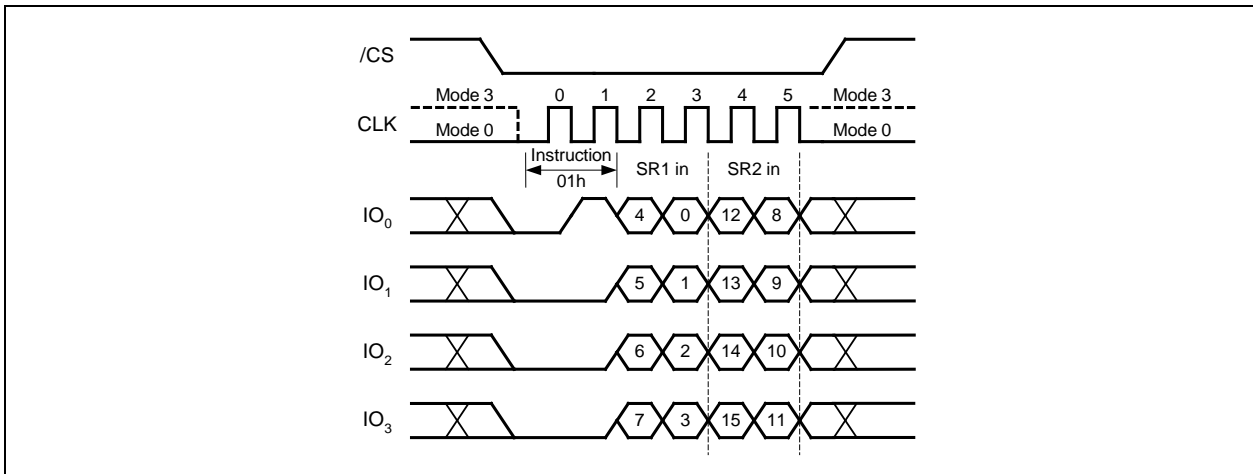 /CS
Mode 3 0 1 2 3 4 5 Mode 3
CLK
Mode 0 Mode 0
Instruction SR1 in SR2 in
01h
IO0 4 0 12 8
IO1 5 1 13 9
IO2 6 2 14 10
IO3 7 3 15 11